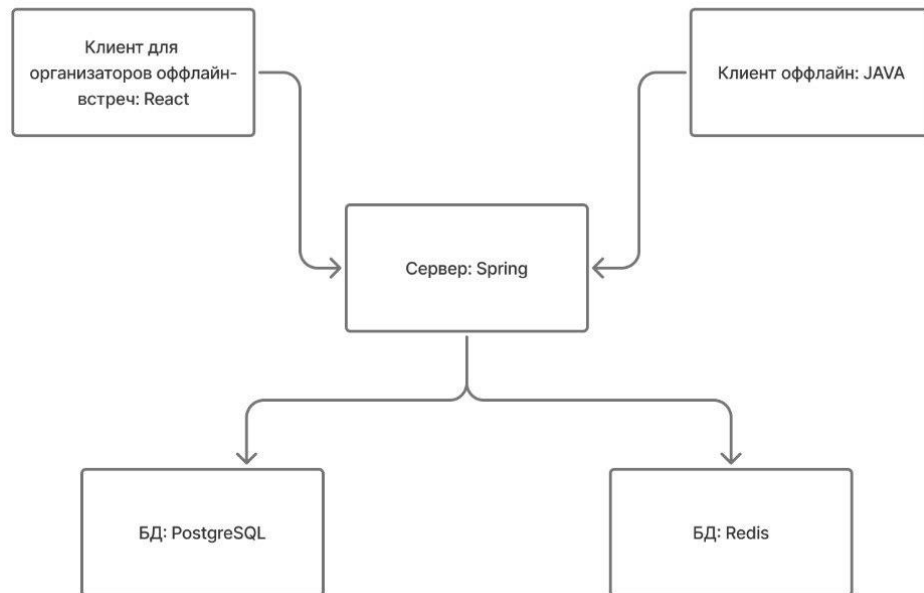 Клиент для
организаторов оффлайн-
встреч: React
Клиент оффлайн: JAVA
Сервер: Spring
БД: PostgreSQL
БД: Redis